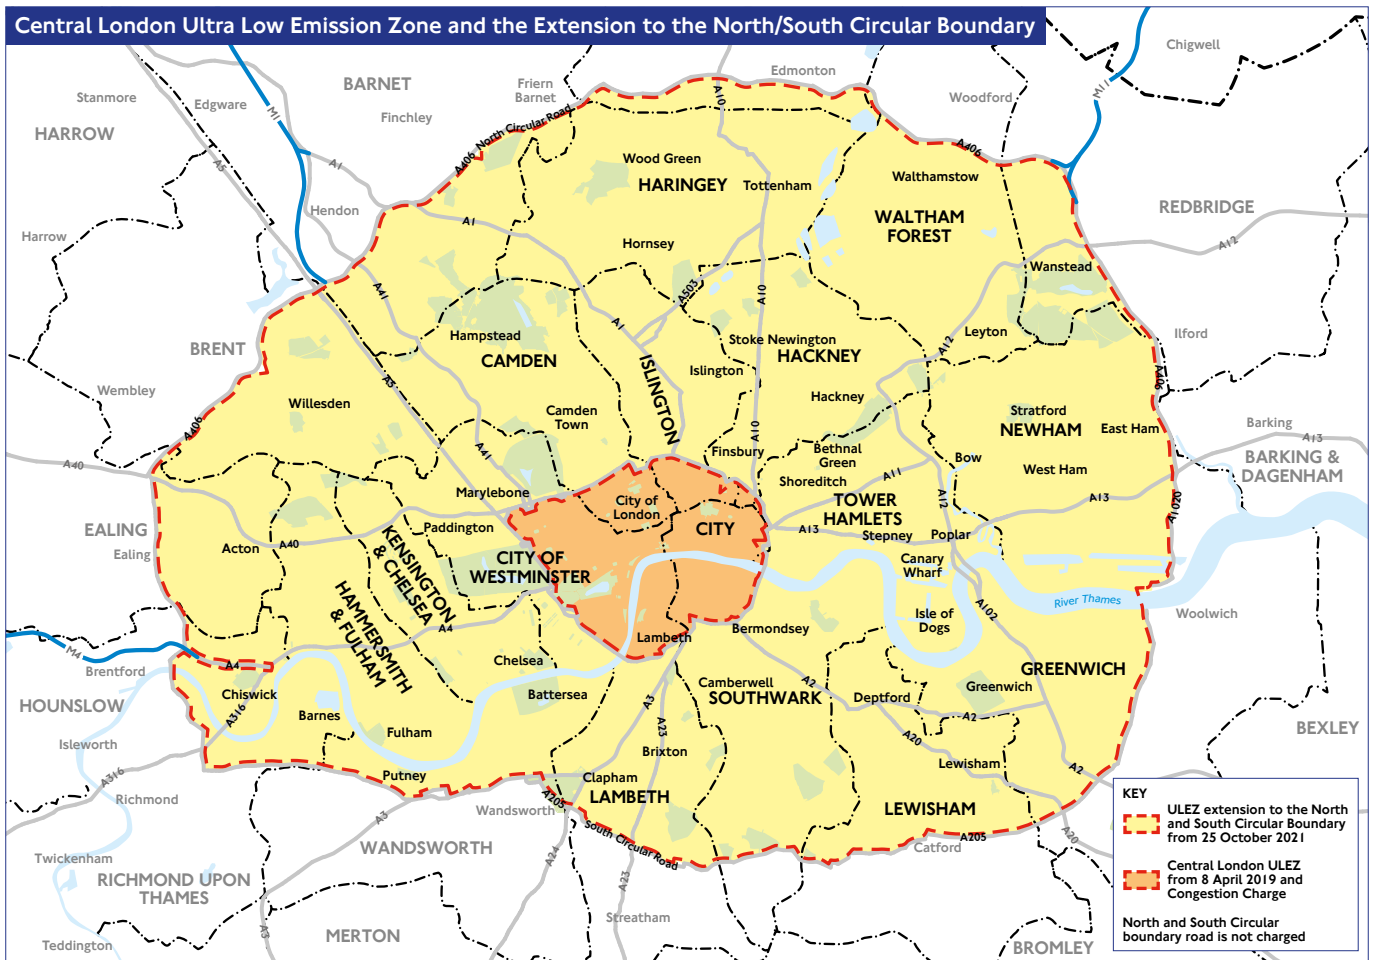 Central London Ultra Low Emission Zone and the Extension to the North/South Circular Boundary
Chigwell
Edmonton
BARNET
Friern
Barnet
Stanmore
Edgware
M1
Finchley
A10
M11
Woodford
HARROW
A5
A1
A406 North Circular Road
A406
Wood Green
HARINGEY
Tottenham
Walthamstow
Hendon
A1
WALTHAM
FOREST
REDBRIDGE
A12
Harrow
Hornsey
Wanstead
A41
A503
A10
A1
Hampstead
CAMDEN
Stoke Newington
HACKNEY
Leyton
A12
Ilford
BRENT
ISLINGTON
Islington
A5
A406
Wembley
Willesden
Camden
Town
Hackney
Stratford
NEWHAM
East Ham
A406
A10
Barking
A13
A40
A41
Finsbury
Bethnal
Green
Bow
West Ham
BARKING &
DAGENHAM
Marylebone
Shoreditch
A11
City of
London
TOWER
HAMLETS
A12
A13
A1020
EALING
Ealing
Paddington
CITY
A13
Stepney
Poplar
Acton
A40
KENSINGTON
& CHELSEA
CITY OF
WESTMINSTER
Canary
Wharf
HAMMERSMITH
& FULHAM
A102
River Thames
Woolwich
A4
Lambeth
Bermondsey
Isle of
Dogs
M4
Brentford
A4
Chelsea
GREENWICH
Camberwell
SOUTHWARK
A2
Deptford
Greenwich
HOUNSLOW
Chiswick
A316
Battersea
A3
A23
Barnes
A2
Fulham
A20
BEXLEY
Isleworth
Brixton
Lewisham
A2
A316
Putney
Clapham
LAMBETH
Richmond
A205
Wandsworth
LEWISHAM
A3
South Circular Road
A205
Catford
A20
WANDSWORTH
A24
Twickenham
A23
RICHMOND UPON
THAMES
Streatham
A3
MERTON
Teddington
BROMLEY
KEY
ULEZ extension to the North
and South Circular Boundary
from 25 October 2021
Central London ULEZ
from 8 April 2019 and
Congestion Charge
North and South Circular
boundary road is not charged